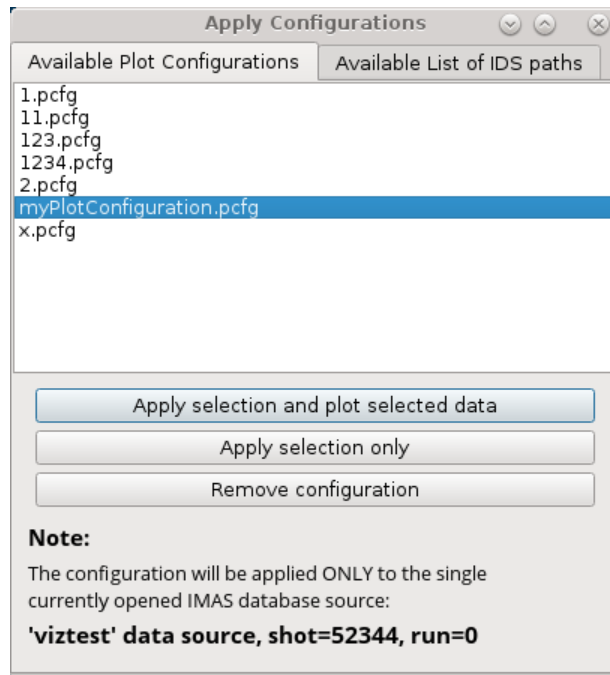 Apply Configurations
Available Plot Configurations
Available List of IDS paths
1.pcfg
11.pcfg
123.pcfg
1234.pcfg
2.pcfg
myPlotConfiguration.pcfg
x.pcfg
Apply selection and plot selected data
Apply selection only
Remove configuration
Note:
The configuration will be applied ONLY to the single
currently opened IMAS database source:
'viztest' data source, shot=52344, run=0